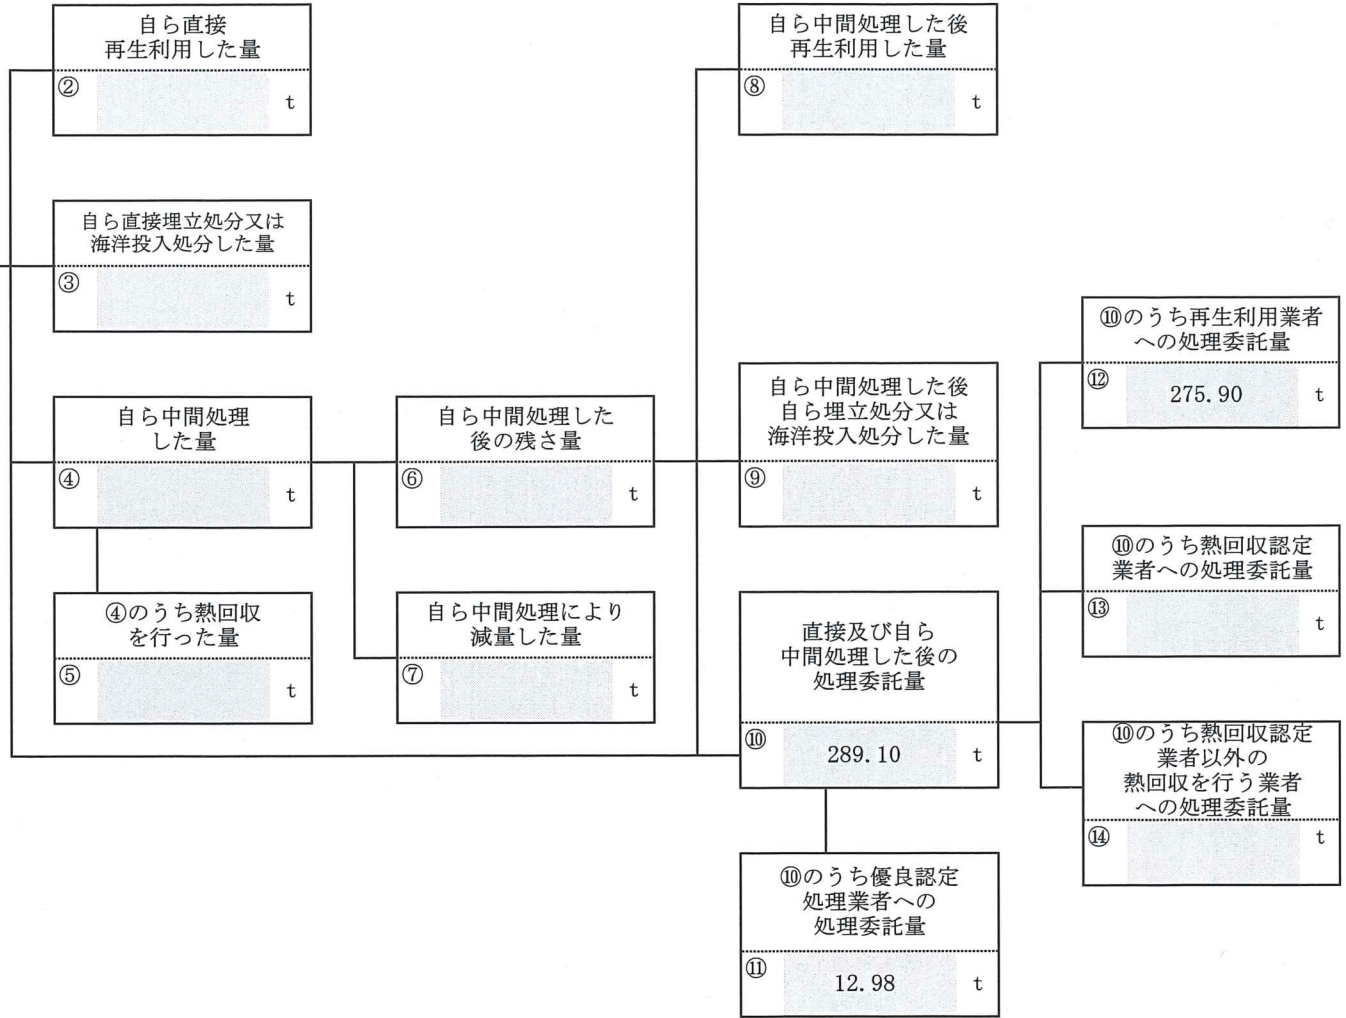 自ら直接
再生利用した量
② t
自ら直接埋立処分又は
海洋投入処分した量
③ t
自ら中間処理
した量
④ t
④のうち熱回収
を行った量
⑤ t
自ら中間処理した
後の残さ量
⑥ t
自ら中間処理により
減量した量
⑦ t
自ら中間処理した後
再生利用した量
⑧ t
自ら中間処理した後
自ら埋立処分又は
海洋投入処分した量
⑨ t
直接及び自ら
中間処理した後の
処理委託量
⑩ 289.10 t
⑩のうち優良認定
処理業者への
処理委託量
⑪ 12.98 t
⑩のうち再生利用業者
への処理委託量
⑫ 275.90 t
⑩のうち熱回収認定
業者への処理委託量
⑬ t
⑩のうち熱回収認定
業者以外の
熱回収を行う業者
への処理委託量
⑭ t